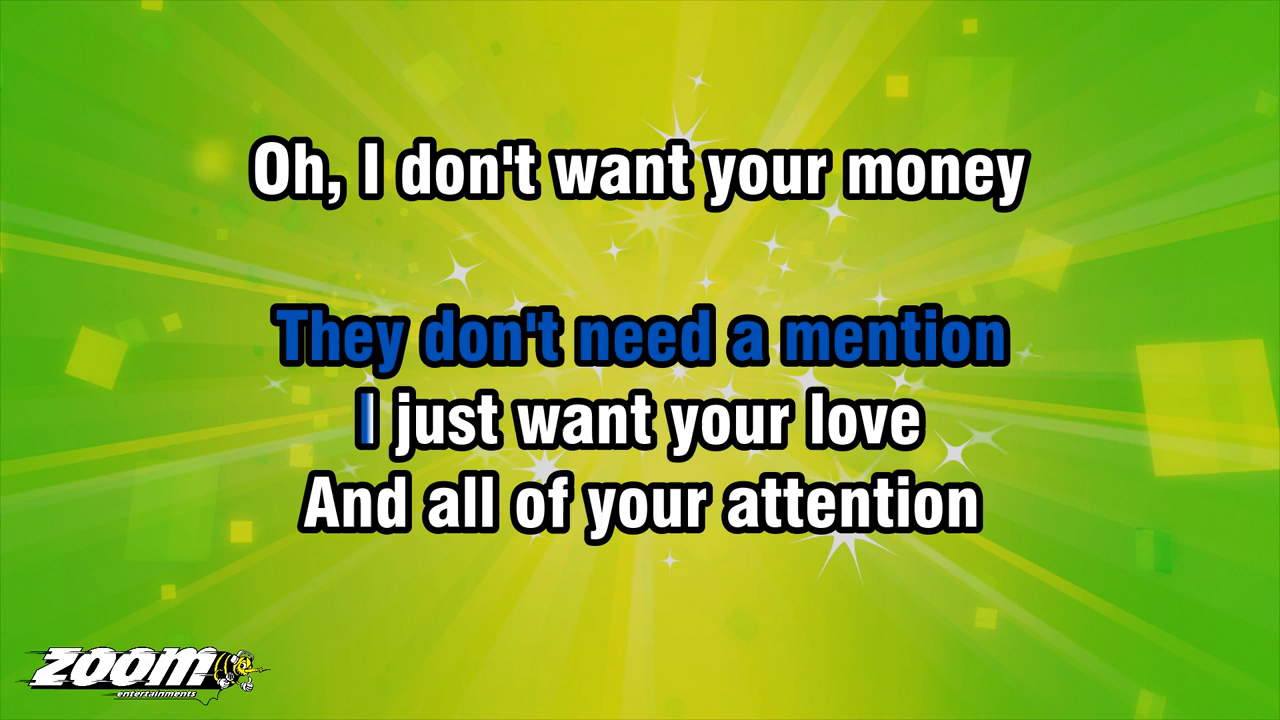 Oh, I don't want your money
They don't need a mention
I just want your love
And all of your attention
zoom
entertainments